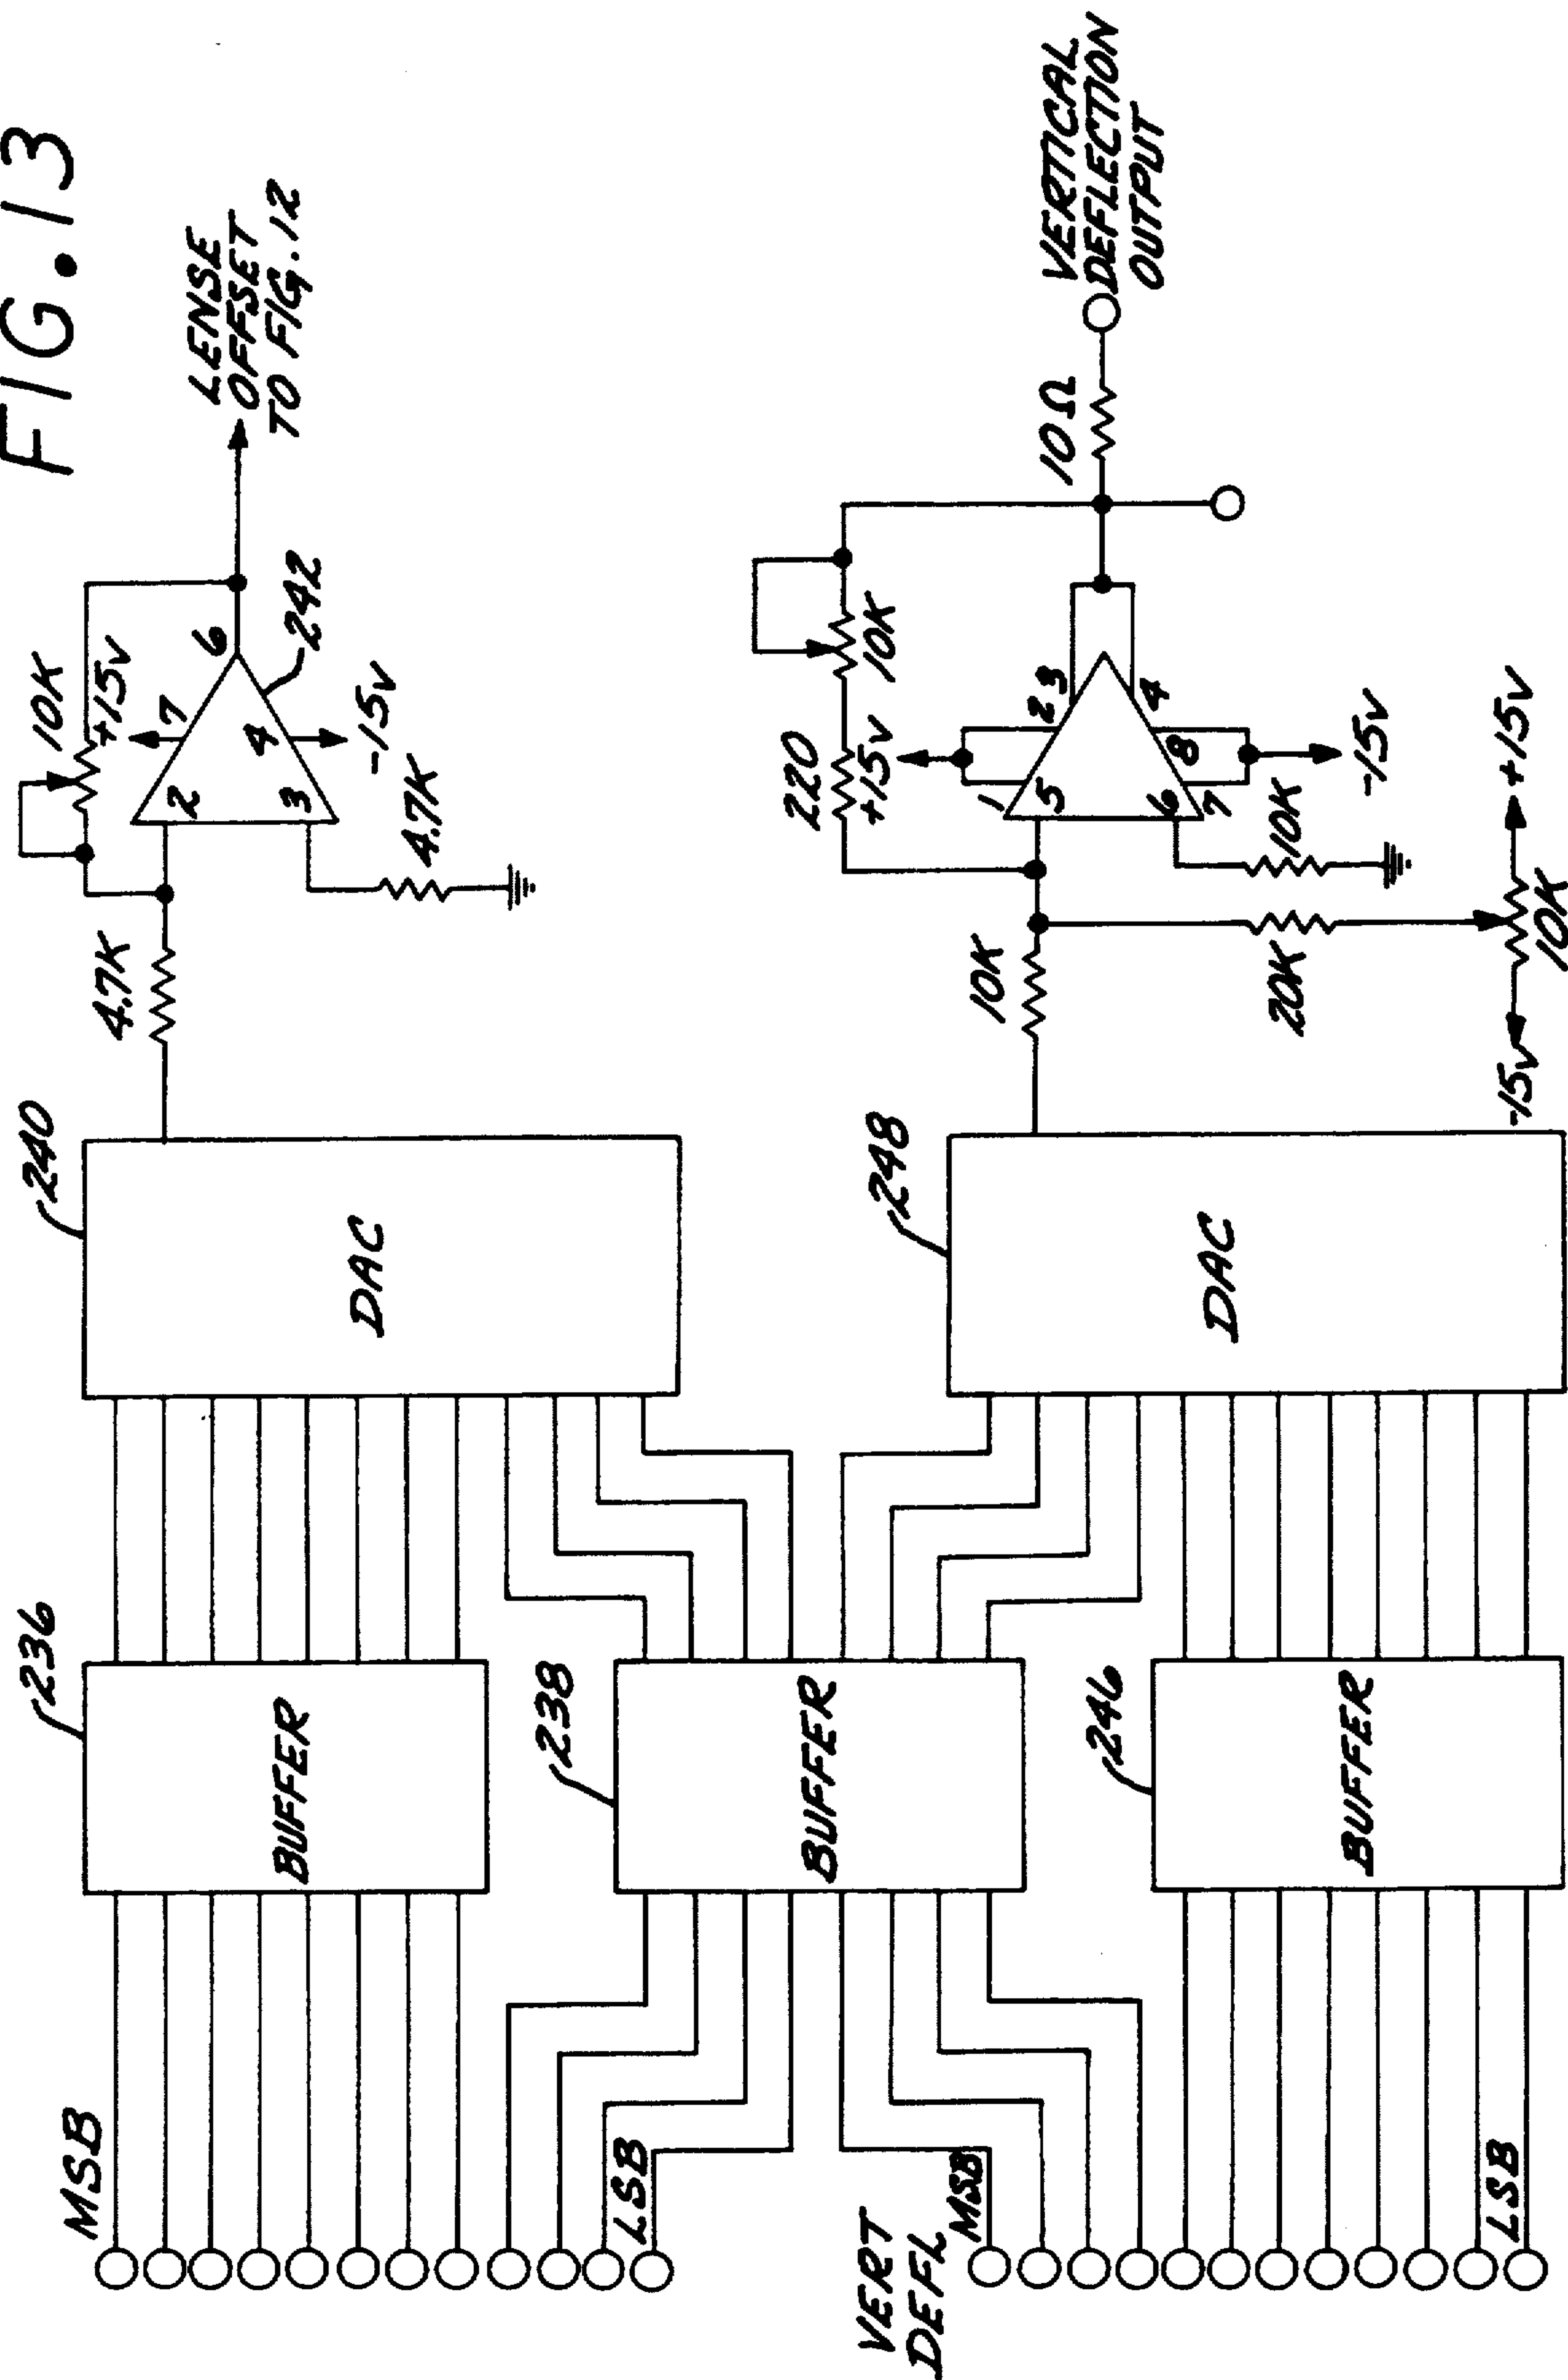 FIG.13
MSB
LSB
VERT
DEFL
MSB
LSB
236
BUFFER
238
BUFFER
246
BUFFER
240
DAC
248
DAC
4.7K
10K
+15v
7
2
6
3
4
242
-15v
4.7K
LENSE
OFFSET
TO FIG.12
10K
220
10K
+15v
1
2
3
5
6
4
8
7
-15v
10K
20K
-15v
+15v
10K
10Ω
VERTICAL
DEFLECTION
OUTPUT